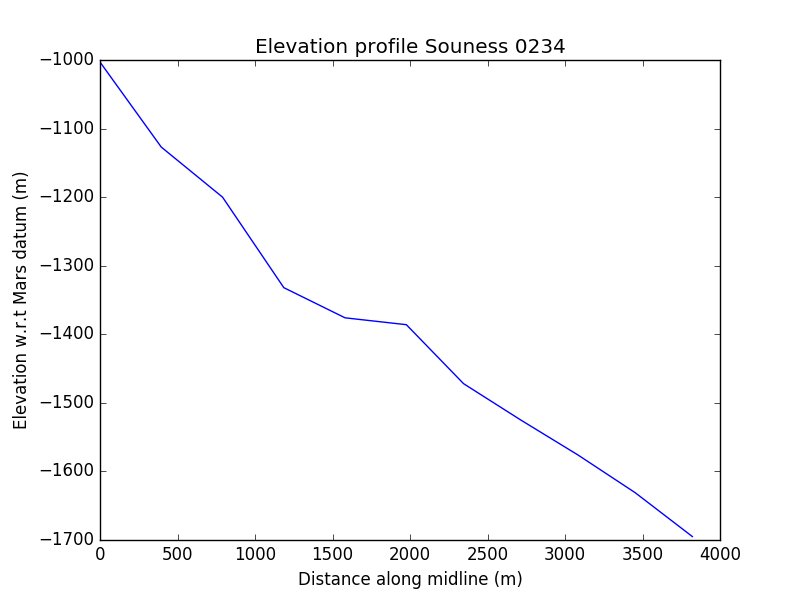 Elevation profile Souness 0234
Elevation w.r.t Mars datum (m)
−1000
−1100
−1200
−1300
−1400
−1500
−1600
−1700
0 500 1000 1500 2000 2500 3000 3500 4000
Distance along midline (m)